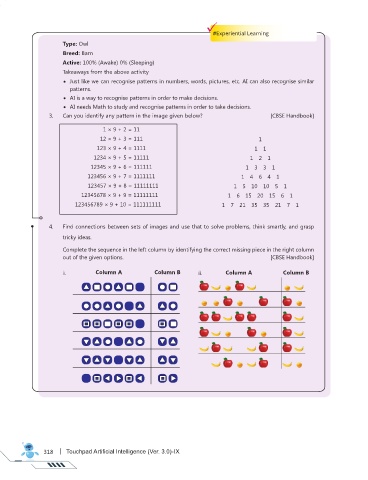 #Experiential Learning
Type: Owl
Breed: Barn
Active: 100% (Awake) 0% (Sleeping)
Takeaways from the above activity
• Just like we can recognise patterns in numbers, words, pictures, etc. AI can also recognise similar
patterns.
• AI is a way to recognise patterns in order to make decisions.
• AI needs Math to study and recognise patterns in order to take decisions.
3. Can you identify any pattern in the image given below? [CBSE Handbook]
1 × 9 + 2 = 11
12 × 9 + 3 = 111
123 × 9 + 4 = 1111
1234 × 9 + 5 = 11111
12345 × 9 + 6 = 111111
123456 × 9 + 7 = 1111111
1234567 × 9 + 8 = 11111111
12345678 × 9 + 9 = 111111111
123456789 × 9 + 10 = 1111111111
1
1 1
1 2 1
1 3 3 1
1 4 6 4 1
1 5 10 10 5 1
1 6 15 20 15 6 1
1 7 21 35 35 21 7 1
4. Find connections between sets of images and use that to solve problems, think smartly, and grasp
tricky ideas.
Complete the sequence in the left column by identifying the correct missing piece in the right column
out of the given options. [CBSE Handbook]
i. Column A Column B ii. Column A Column B
318 | Touchpad Artificial Intelligence (Ver. 3.0)-IX